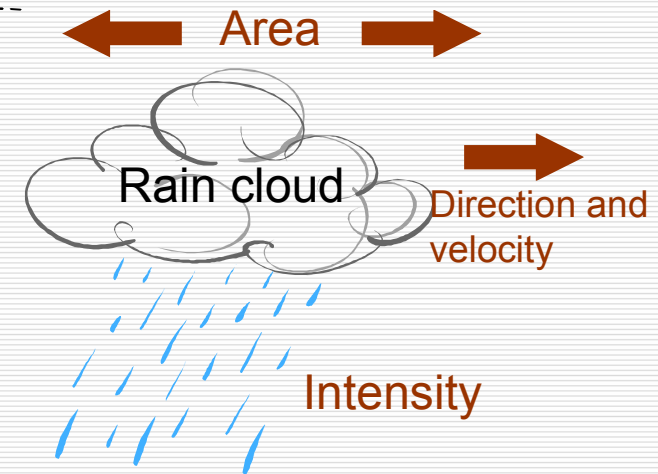 Area
Rain cloud
Direction and
velocity
Intensity